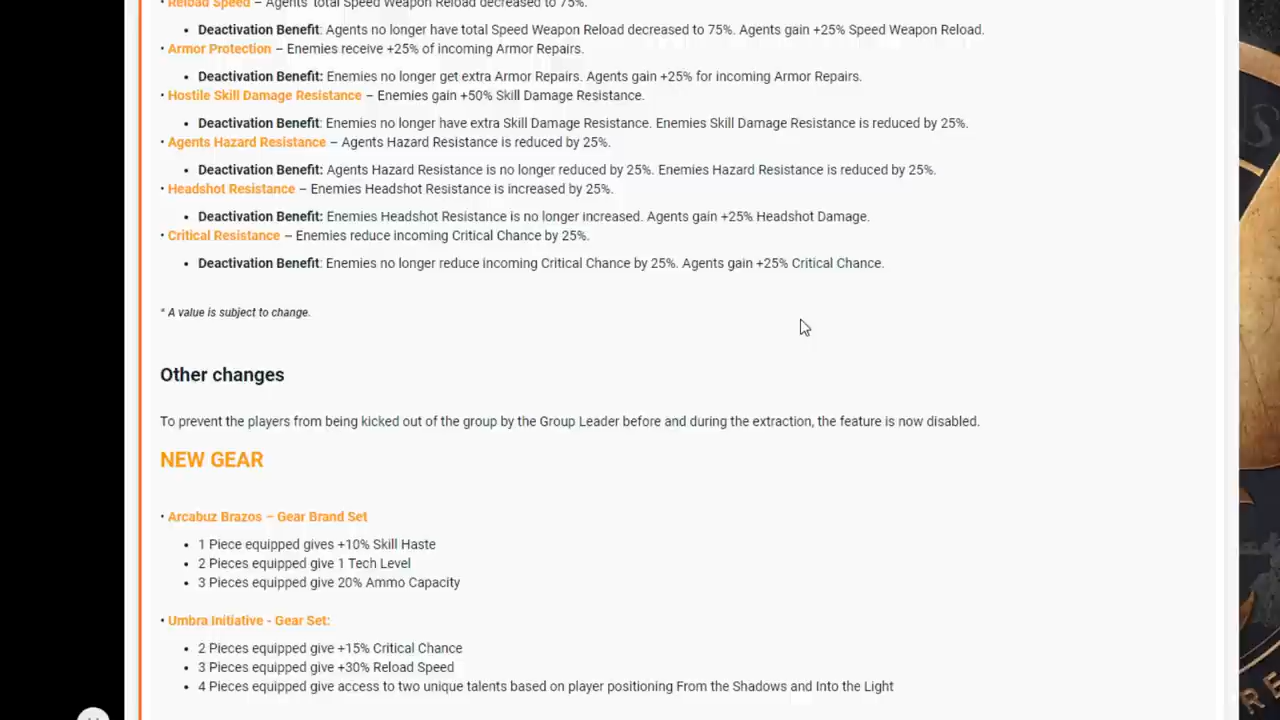 • Reload Speed – Agents' total Speed Weapon Reload decreased to 75%.
• Deactivation Benefit: Agents no longer have total Speed Weapon Reload decreased to 75%. Agents gain +25% Speed Weapon Reload.
• Armor Protection – Enemies receive +25% of incoming Armor Repairs.
• Deactivation Benefit: Enemies no longer get extra Armor Repairs. Agents gain +25% for incoming Armor Repairs.
• Hostile Skill Damage Resistance – Enemies gain +50% Skill Damage Resistance.
• Deactivation Benefit: Enemies no longer have extra Skill Damage Resistance. Enemies Skill Damage Resistance is reduced by 25%.
• Agents Hazard Resistance – Agents Hazard Resistance is reduced by 25%.
• Deactivation Benefit: Agents Hazard Resistance is no longer reduced by 25%. Enemies Hazard Resistance is reduced by 25%.
• Headshot Resistance – Enemies Headshot Resistance is increased by 25%.
• Deactivation Benefit: Enemies Headshot Resistance is no longer increased. Agents gain +25% Headshot Damage.
• Critical Resistance – Enemies reduce incoming Critical Chance by 25%.
• Deactivation Benefit: Enemies no longer reduce incoming Critical Chance by 25%. Agents gain +25% Critical Chance.
* A value is subject to change.
Other changes
To prevent the players from being kicked out of the group by the Group Leader before and during the extraction, the feature is now disabled.
NEW GEAR
• Arcabuz Brazos – Gear Brand Set
• 1 Piece equipped gives +10% Skill Haste
• 2 Pieces equipped give 1 Tech Level
• 3 Pieces equipped give 20% Ammo Capacity
• Umbra Initiative - Gear Set:
• 2 Pieces equipped give +15% Critical Chance
• 3 Pieces equipped give +30% Reload Speed
• 4 Pieces equipped give access to two unique talents based on player positioning From the Shadows and Into the Light